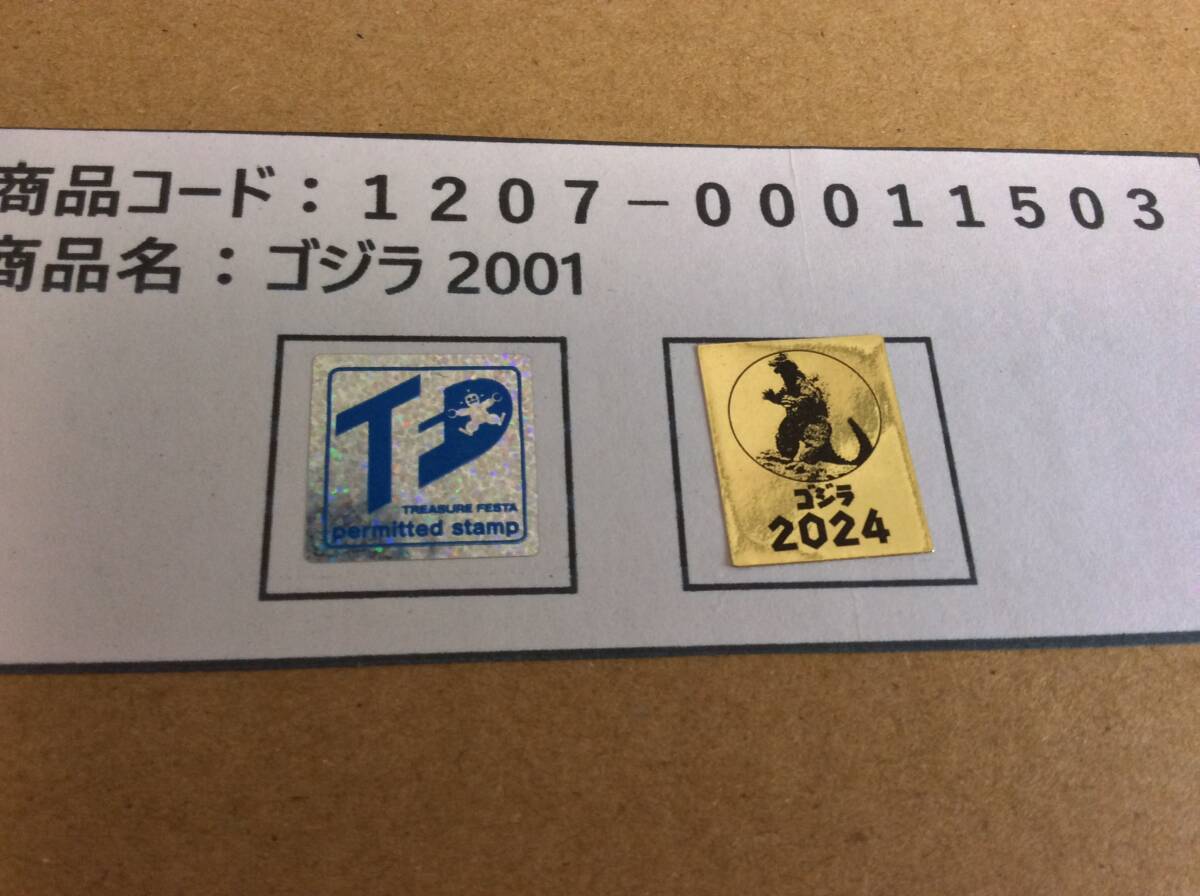 商品コード：１２０７－０００１１５０３
商品名：ゴジラ 2001
TREASURE FESTA
permitted stamp
ゴジラ
2024